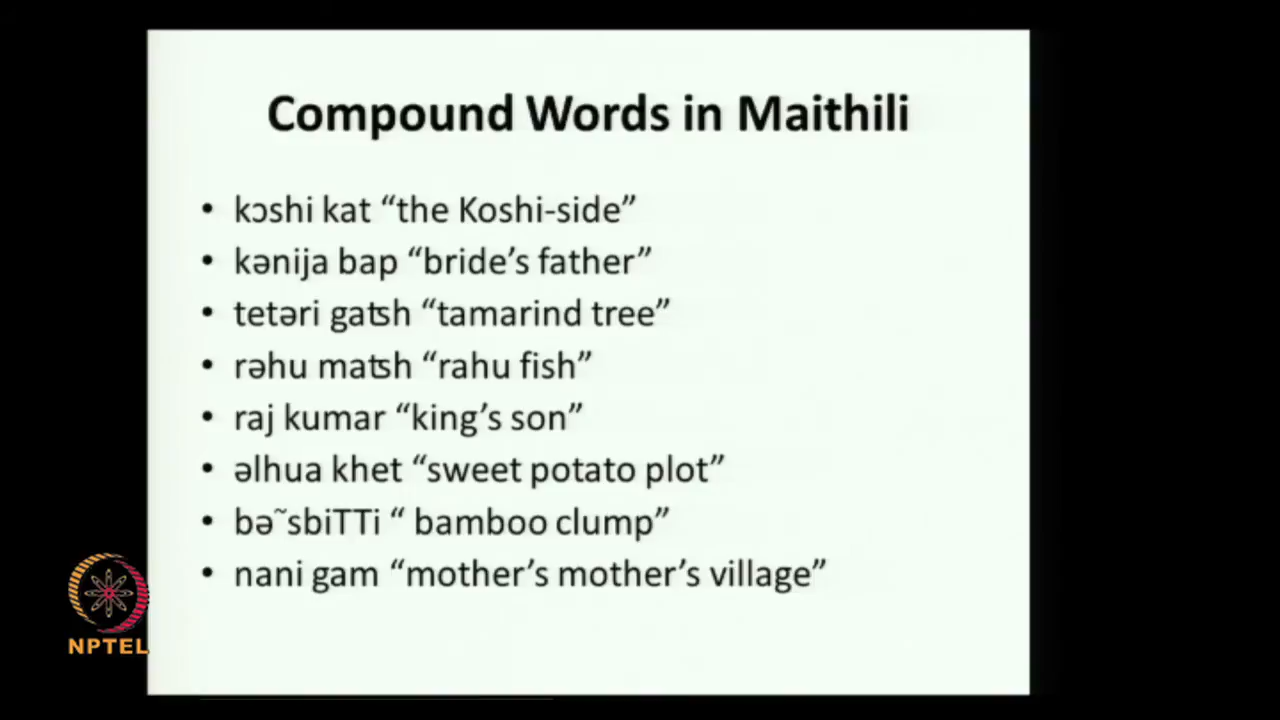 Compound Words in Maithili
• kɔshi kat “the Koshi-side”
• kənija bap “bride’s father”
• tetəri gaʦh “tamarind tree”
• rəhu maʦh “rahu fish”
• raj kumar “king’s son”
• əlhua khet “sweet potato plot”
• bə˜sbiTTi “ bamboo clump”
• nani gam “mother’s mother’s village”
NPTEL